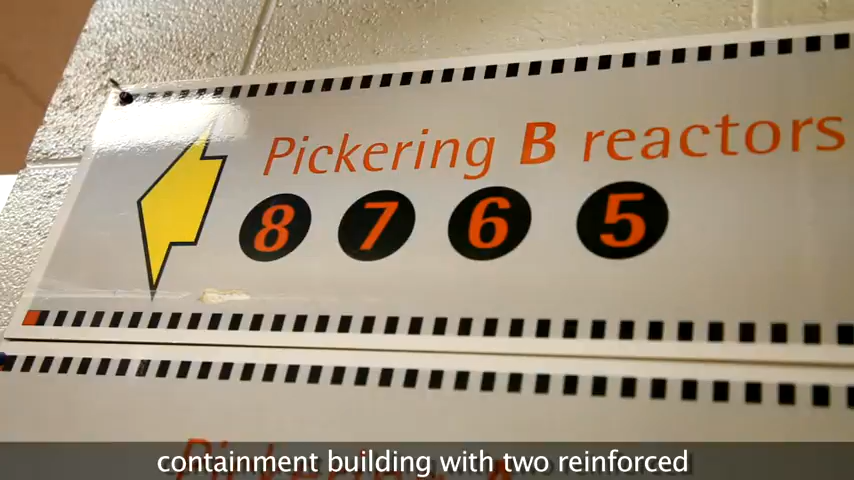 Pickering B reactors
8 7 6 5
containment building with two reinforced